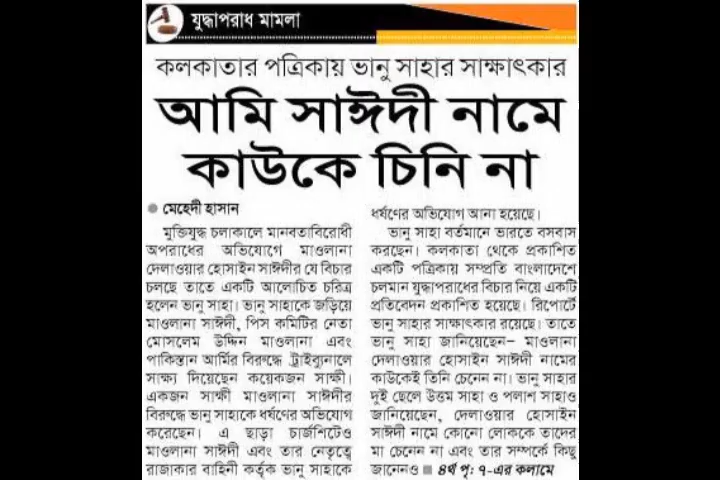 যুদ্ধাপরাধ মামলা
কলকাতার পত্রিকায় ভানু সাহার সাক্ষাৎকার
আমি সাঈদী নামে
কাউকে চিনি না
মেহেদী হাসান
মুক্তিযুদ্ধ চলাকালে মানবতাবিরোধী
অপরাধের অভিযোগে মাওলানা
দেলাওয়ার হোসাইন সাঈদীর যে বিচার
চলছে তাতে একটি আলোচিত চরিত্র
হলেন ভানু সাহা। ভানু সাহাকে জড়িয়ে
মাওলানা সাঈদী, পিস কমিটির নেতা
মোসলেম উদ্দিন মাওলানা এবং
পাকিস্তান আর্মির বিরুদ্ধে ট্রাইব্যুনালে
সাক্ষ্য দিয়েছেন কয়েকজন সাক্ষী।
একজন সাক্ষী মাওলানা সাঈদীর
বিরুদ্ধে ভানু সাহাকে ধর্ষণের অভিযোগ
করেছেন। এ ছাড়া চার্জশিটেও
মাওলানা সাঈদী এবং তার নেতৃত্বে
রাজাকার বাহিনী কর্তৃক ভানু সাহাকে
ধর্ষণের অভিযোগ আনা হয়েছে।
ভানু সাহা বর্তমানে ভারতে বসবাস
করছেন। কলকাতা থেকে প্রকাশিত
একটি পত্রিকায় সম্প্রতি বাংলাদেশে
চলমান যুদ্ধাপরাধের বিচার নিয়ে একটি
প্রতিবেদন প্রকাশিত হয়েছে। রিপোর্টে
ভানু সাহার সাক্ষাৎকার রয়েছে। তাতে
ভানু সাহা জানিয়েছেন– মাওলানা
দেলাওয়ার হোসাইন সাঈদী নামের
কাউকেই তিনি চেনেন না। ভানু সাহার
দুই ছেলে উত্তম সাহা ও পলাশ সাহাও
জানিয়েছেন, দেলাওয়ার হোসাইন
সাঈদী নামে কোনো লোককে তাদের
মা চেনেন না এবং তার সম্পর্কে কিছু
জানেনও ■ ৪র্থ পৃ: ৭-এর কলামে